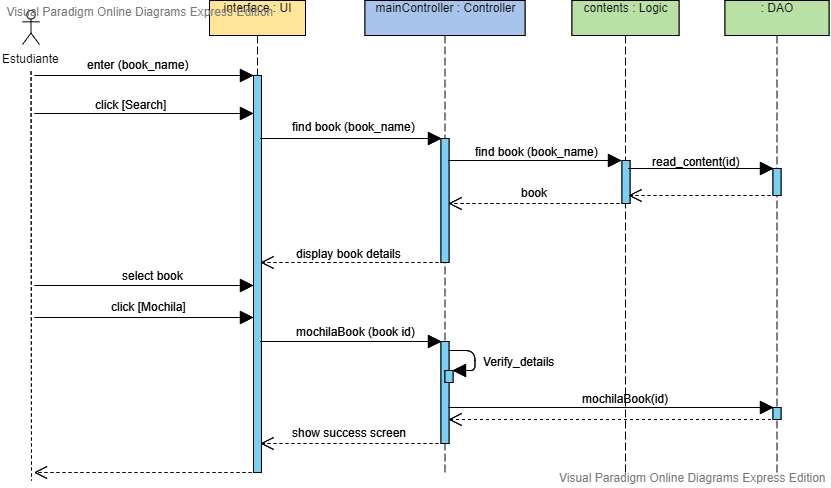 Visual Paradigm Online Diagrams Express Edition
interface : UI
mainController : Controller
contents : Logic
: DAO
Estudiante
enter (book_name)
click [Search]
find book (book_name)
find book (book_name)
read_content(id)
book
display book details
select book
click [Mochila]
mochilaBook (book id)
Verify_details
mochilaBook(id)
show success screen
Visual Paradigm Online Diagrams Express Edition